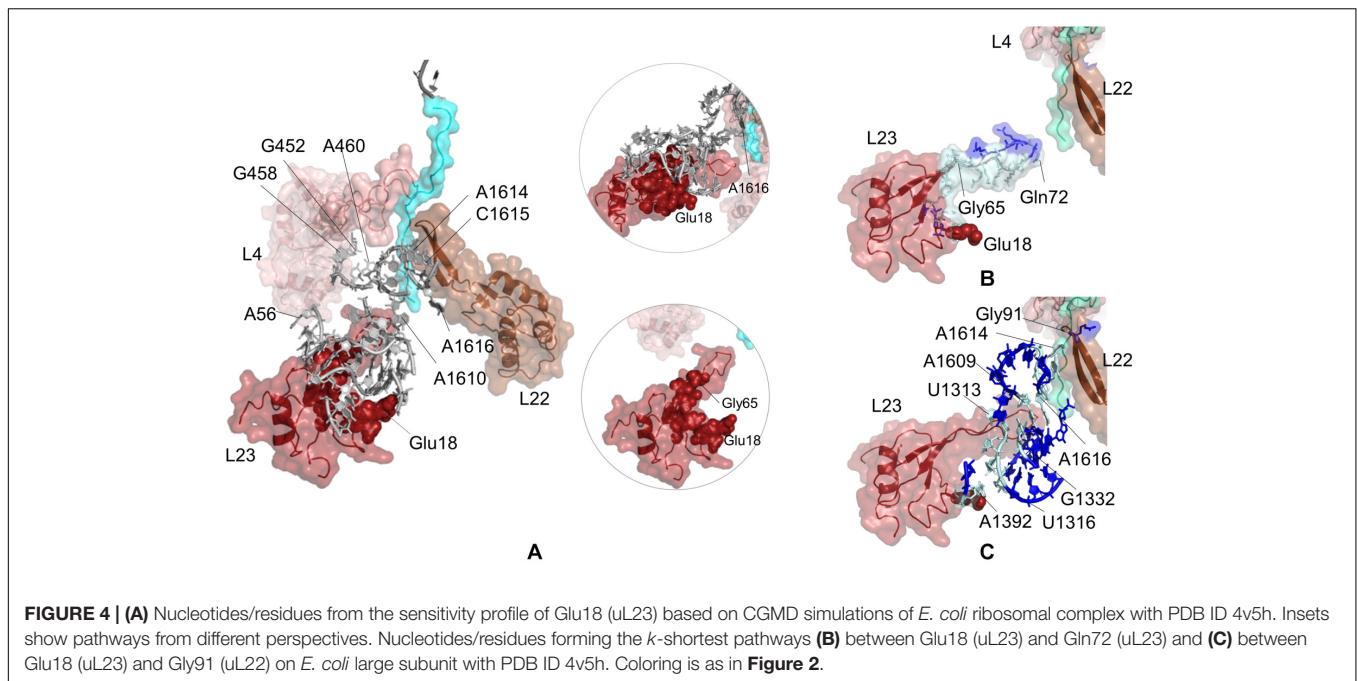 G452
A460
G458
A1614
C1615
L4
A56
A1616
A1610
L22
Glu18
L23
A
A1616
Glu18
Gly65
Glu18
L4
L22
L23
Gly65
Gln72
Glu18
B
Gly91
A1614
A1609
L22
U1313
L23
A1616
G1332
A1392
U1316
C
FIGURE 4 | (A) Nucleotides/residues from the sensitivity profile of Glu18 (uL23) based on CGMD simulations of E. coli ribosomal complex with PDB ID 4v5h. Insets
show pathways from different perspectives. Nucleotides/residues forming the k-shortest pathways (B) between Glu18 (uL23) and Gln72 (uL23) and (C) between
Glu18 (uL23) and Gly91 (uL22) on E. coli large subunit with PDB ID 4v5h. Coloring is as in Figure 2.